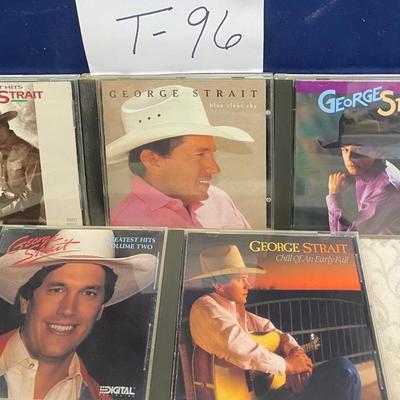 T-96
T HITS
STRAIT
GEORGE STRAIT
blue clear sky
GEORGE ST
George
Strait
GREATEST HITS
VOLUME TWO
DIGITAL
GEORGE STRAIT
Chill Of An Early Fall